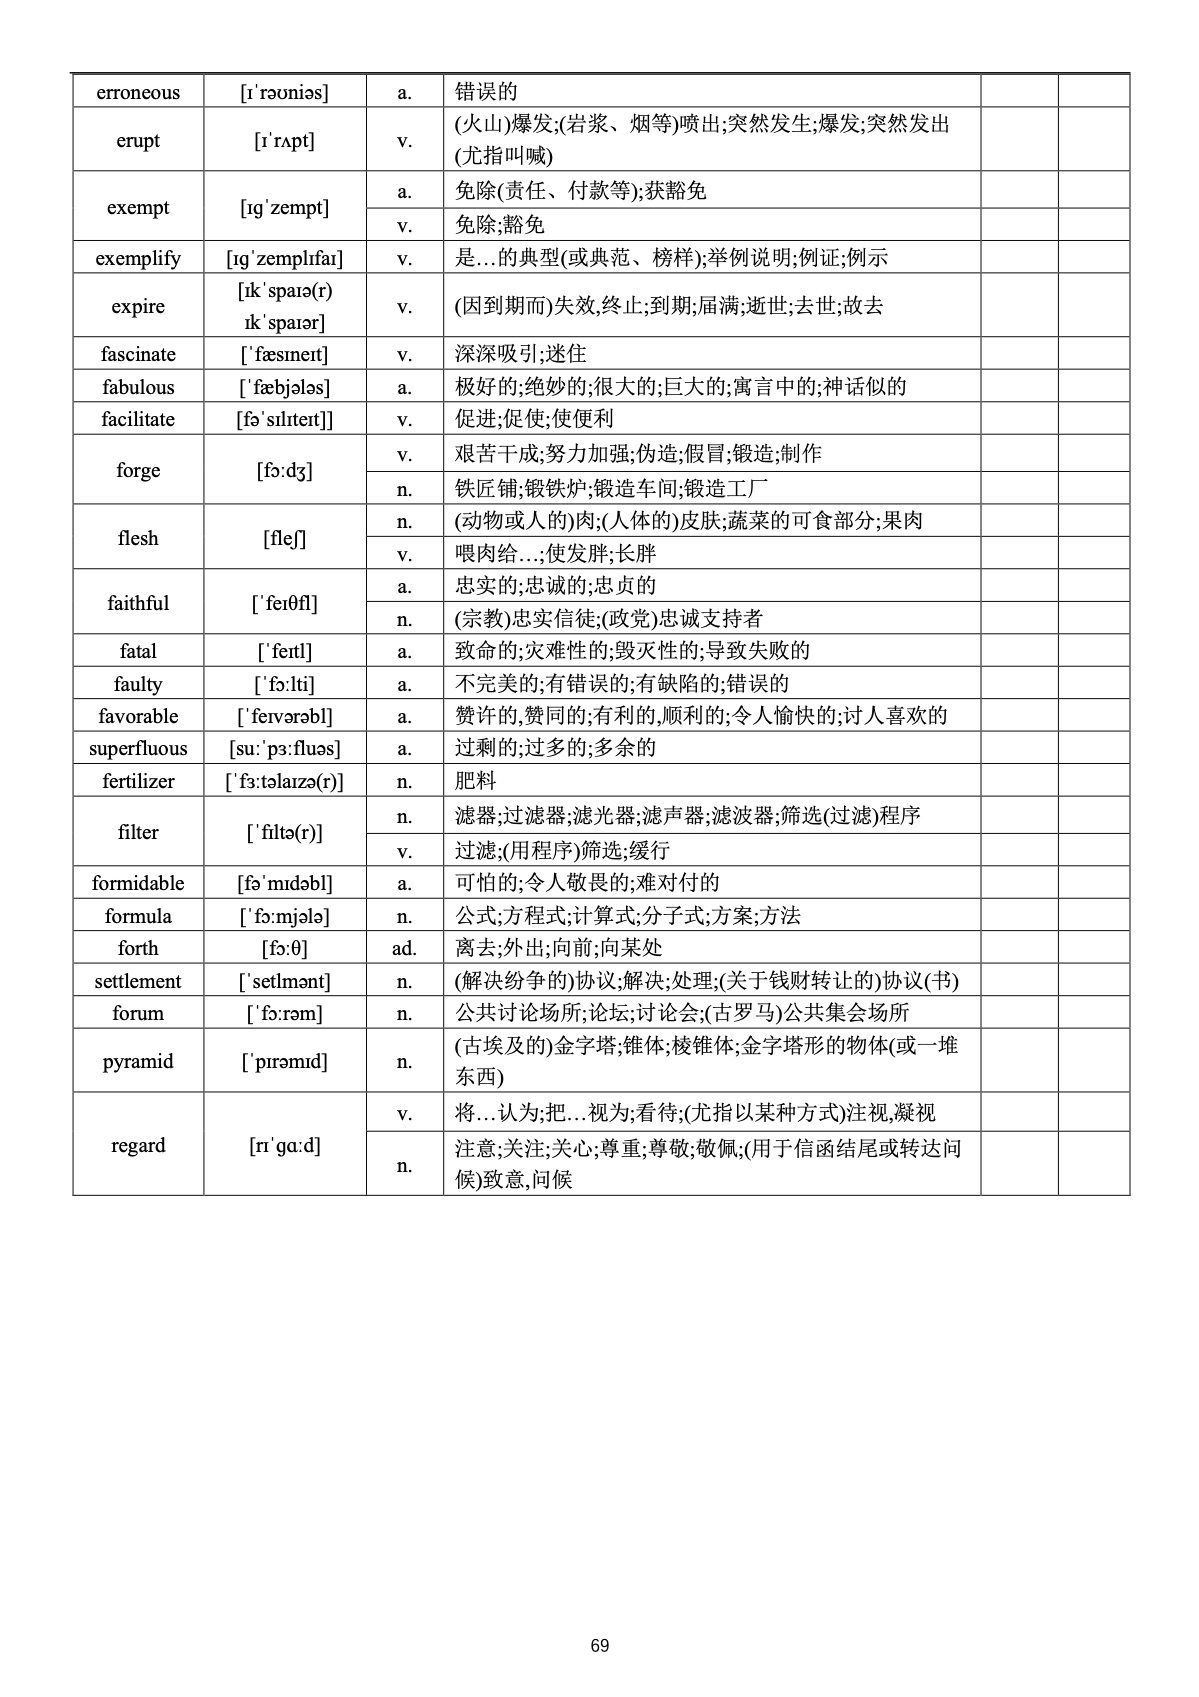 erroneous [ɪˈrəʊniəs] a. 错误的
erupt [ɪˈrʌpt] v. (火山)爆发;(岩浆、烟等)喷出;突然发生;爆发;突然发出
(尤指叫喊)
exempt [ɪɡˈzempt] a. 免除(责任、付款等);获豁免
v. 免除;豁免
exemplify [ɪɡˈzemplɪfaɪ] v. 是…的典型(或典范、榜样);举例说明;例证;例示
expire [ɪkˈspaɪə(r)
ɪkˈspaɪər] v. (因到期而)失效,终止;到期;届满;逝世;去世;故去
fascinate [ˈfæsɪneɪt] v. 深深吸引;迷住
fabulous [ˈfæbjələs] a. 极好的;绝妙的;很大的;巨大的;寓言中的;神话似的
facilitate [fəˈsɪlɪteɪt]] v. 促进;促使;使便利
forge [fɔːdʒ] v. 艰苦干成;努力加强;伪造;假冒;锻造;制作
n. 铁匠铺;锻铁炉;锻造车间;锻造工厂
flesh [fleʃ] n. (动物或人的)肉;(人体的)皮肤;蔬菜的可食部分;果肉
v. 喂肉给…;使发胖;长胖
faithful [ˈfeɪθfl] a. 忠实的;忠诚的;忠贞的
n. (宗教)忠实信徒;(政党)忠诚支持者
fatal [ˈfeɪtl] a. 致命的;灾难性的;毁灭性的;导致失败的
faulty [ˈfɔːlti] a. 不完美的;有错误的;有缺陷的;错误的
favorable [ˈfeɪvərəbl] a. 赞许的,赞同的;有利的,顺利的;令人愉快的;讨人喜欢的
superfluous [suːˈpɜːfluəs] a. 过剩的;过多的;多余的
fertilizer [ˈfɜːtəlaɪzə(r)] n. 肥料
filter [ˈfɪltə(r)] n. 滤器;过滤器;滤光器;滤声器;滤波器;筛选(过滤)程序
v. 过滤;(用程序)筛选;缓行
formidable [fəˈmɪdəbl] a. 可怕的;令人敬畏的;难对付的
formula [ˈfɔːmjələ] n. 公式;方程式;计算式;分子式;方案;方法
forth [fɔːθ] ad. 离去;外出;向前;向某处
settlement [ˈsetlmənt] n. (解决纷争的)协议;解决;处理;(关于钱财转让的)协议(书)
forum [ˈfɔːrəm] n. 公共讨论场所;论坛;讨论会;(古罗马)公共集会场所
pyramid [ˈpɪrəmɪd] n. (古埃及的)金字塔;锥体;棱锥体;金字塔形的物体(或一堆
东西)
regard [rɪˈɡɑːd] v. 将…认为;把…视为;看待;(尤指以某种方式)注视,凝视
n. 注意;关注;关心;尊重;尊敬;敬佩;(用于信函结尾或转达问
候)致意,问候
69